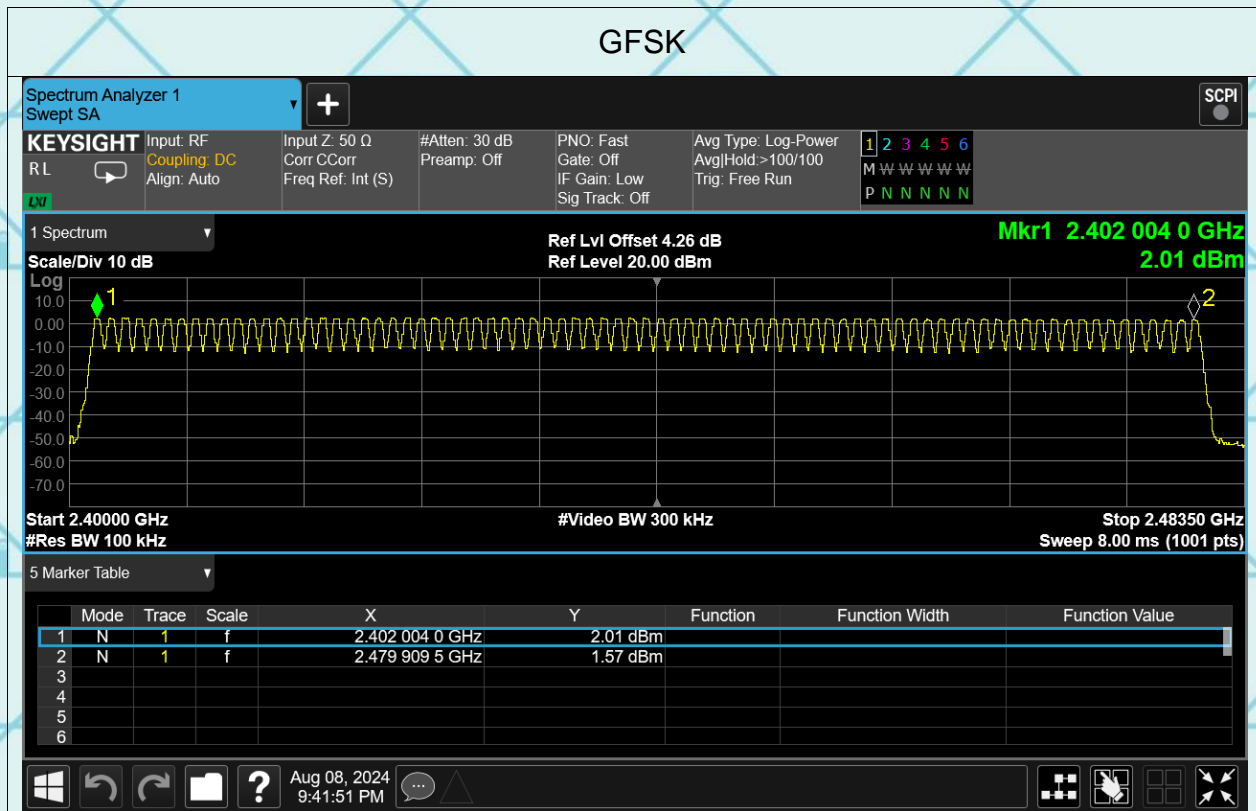 GFSK
Spectrum Analyzer 1
Swept SA
+
SCPI
KEYSIGHT
RL
LXI
Input: RF
Coupling: DC
Align: Auto
Input Z: 50 Ω
Corr CCorr
Freq Ref: Int (S)
#Atten: 30 dB
Preamp: Off
PNO: Fast
Gate: Off
IF Gain: Low
Sig Track: Off
Avg Type: Log-Power
Avg|Hold:>100/100
Trig: Free Run
1 2 3 4 5 6
M W W W W W
P N N N N N
1 Spectrum
Scale/Div 10 dB
Ref Lvl Offset 4.26 dB
Ref Level 20.00 dBm
Mkr1 2.402 004 0 GHz
2.01 dBm
Log
10.0
0.00
-10.0
-20.0
-30.0
-40.0
-50.0
-60.0
-70.0
1
2
Start 2.40000 GHz
#Res BW 100 kHz
#Video BW 300 kHz
Stop 2.48350 GHz
Sweep 8.00 ms (1001 pts)
5 Marker Table
Mode Trace Scale X Y Function Function Width Function Value
1 N 1 f 2.402 004 0 GHz 2.01 dBm
2 N 1 f 2.479 909 5 GHz 1.57 dBm
3
4
5
6
?
Aug 08, 2024
9:41:51 PM